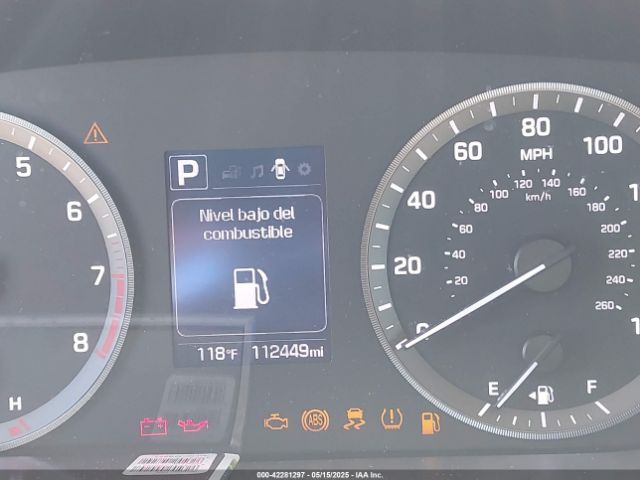 5
6
7
8
H
P
Nivel bajo del
combustible
118°F 112449mi
ABS
0
20
40
60
80
100
MPH
km/h
20
40
60
80
100
120
140
160
180
200
220
240
260
E
F
000-42281297 - 05/15/2025 - IAA Inc.